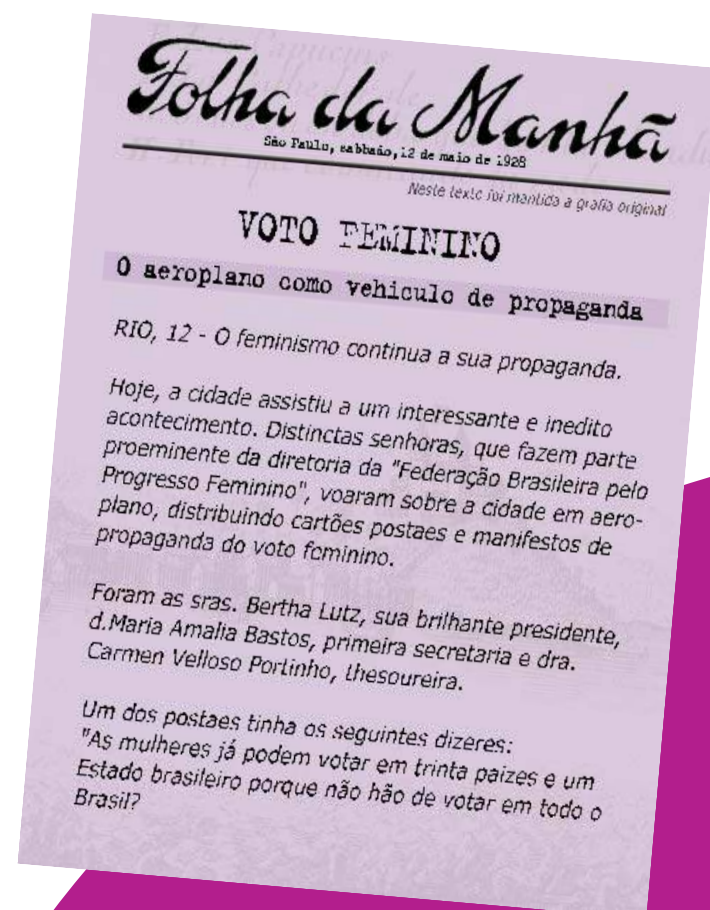 Folha da Manhã
São Paulo, sabbado, 12 de maio de 1928
Neste texto foi mantida a grafia original
VOTO FEMININO
O aeroplano como vehiculo de propaganda
RIO, 12 - O feminismo continua a sua propaganda.
Hoje, a cidade assistiu a um interessante e inedito
acontecimento. Distinctas senhoras, que fazem parte
proeminente da diretoria da "Federação Brasileira pelo
Progresso Feminino", voaram sobre a cidade em aero-
plano, distribuindo cartões postaes e manifestos de
propaganda do voto feminino.
Foram as sras. Bertha Lutz, sua brilhante presidente,
d.Maria Amalia Bastos, primeira secretaria e dra.
Carmen Velloso Portinho, thesoureira.
Um dos postaes tinha os seguintes dizeres:
"As mulheres já podem votar em trinta paizes e um
Estado brasileiro porque não hão de votar em todo o
Brasil?